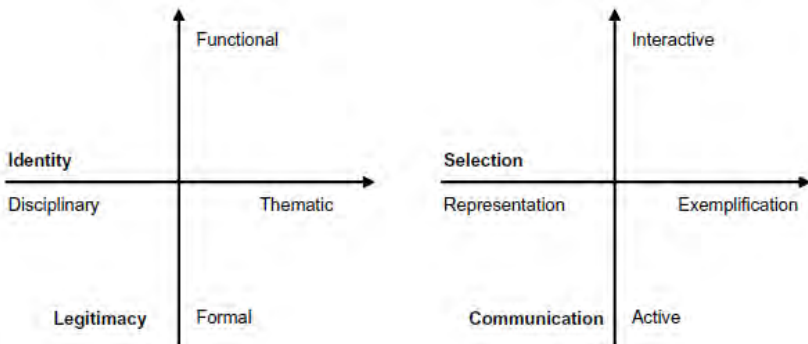 Functional
Identity
Disciplinary
Thematic
Legitimacy
Formal
Interactive
Selection
Representation
Exemplification
Communication
Active